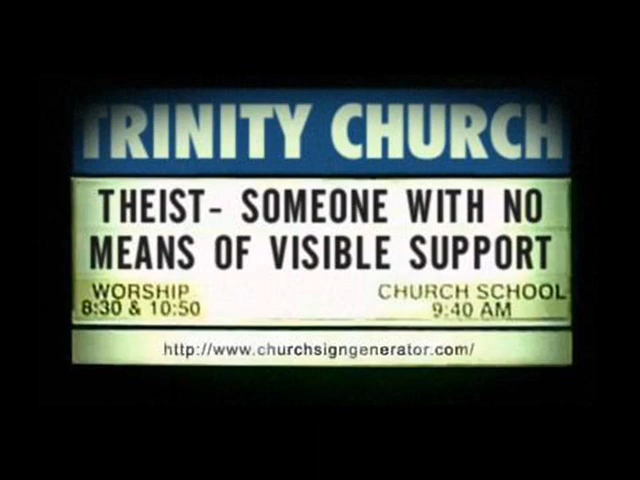 TRINITY CHURCH
THEIST- SOMEONE WITH NO
MEANS OF VISIBLE SUPPORT
WORSHIP CHURCH SCHOOL
8:30 & 10:50 9:40 AM
http://www.churchsigngenerator.com/